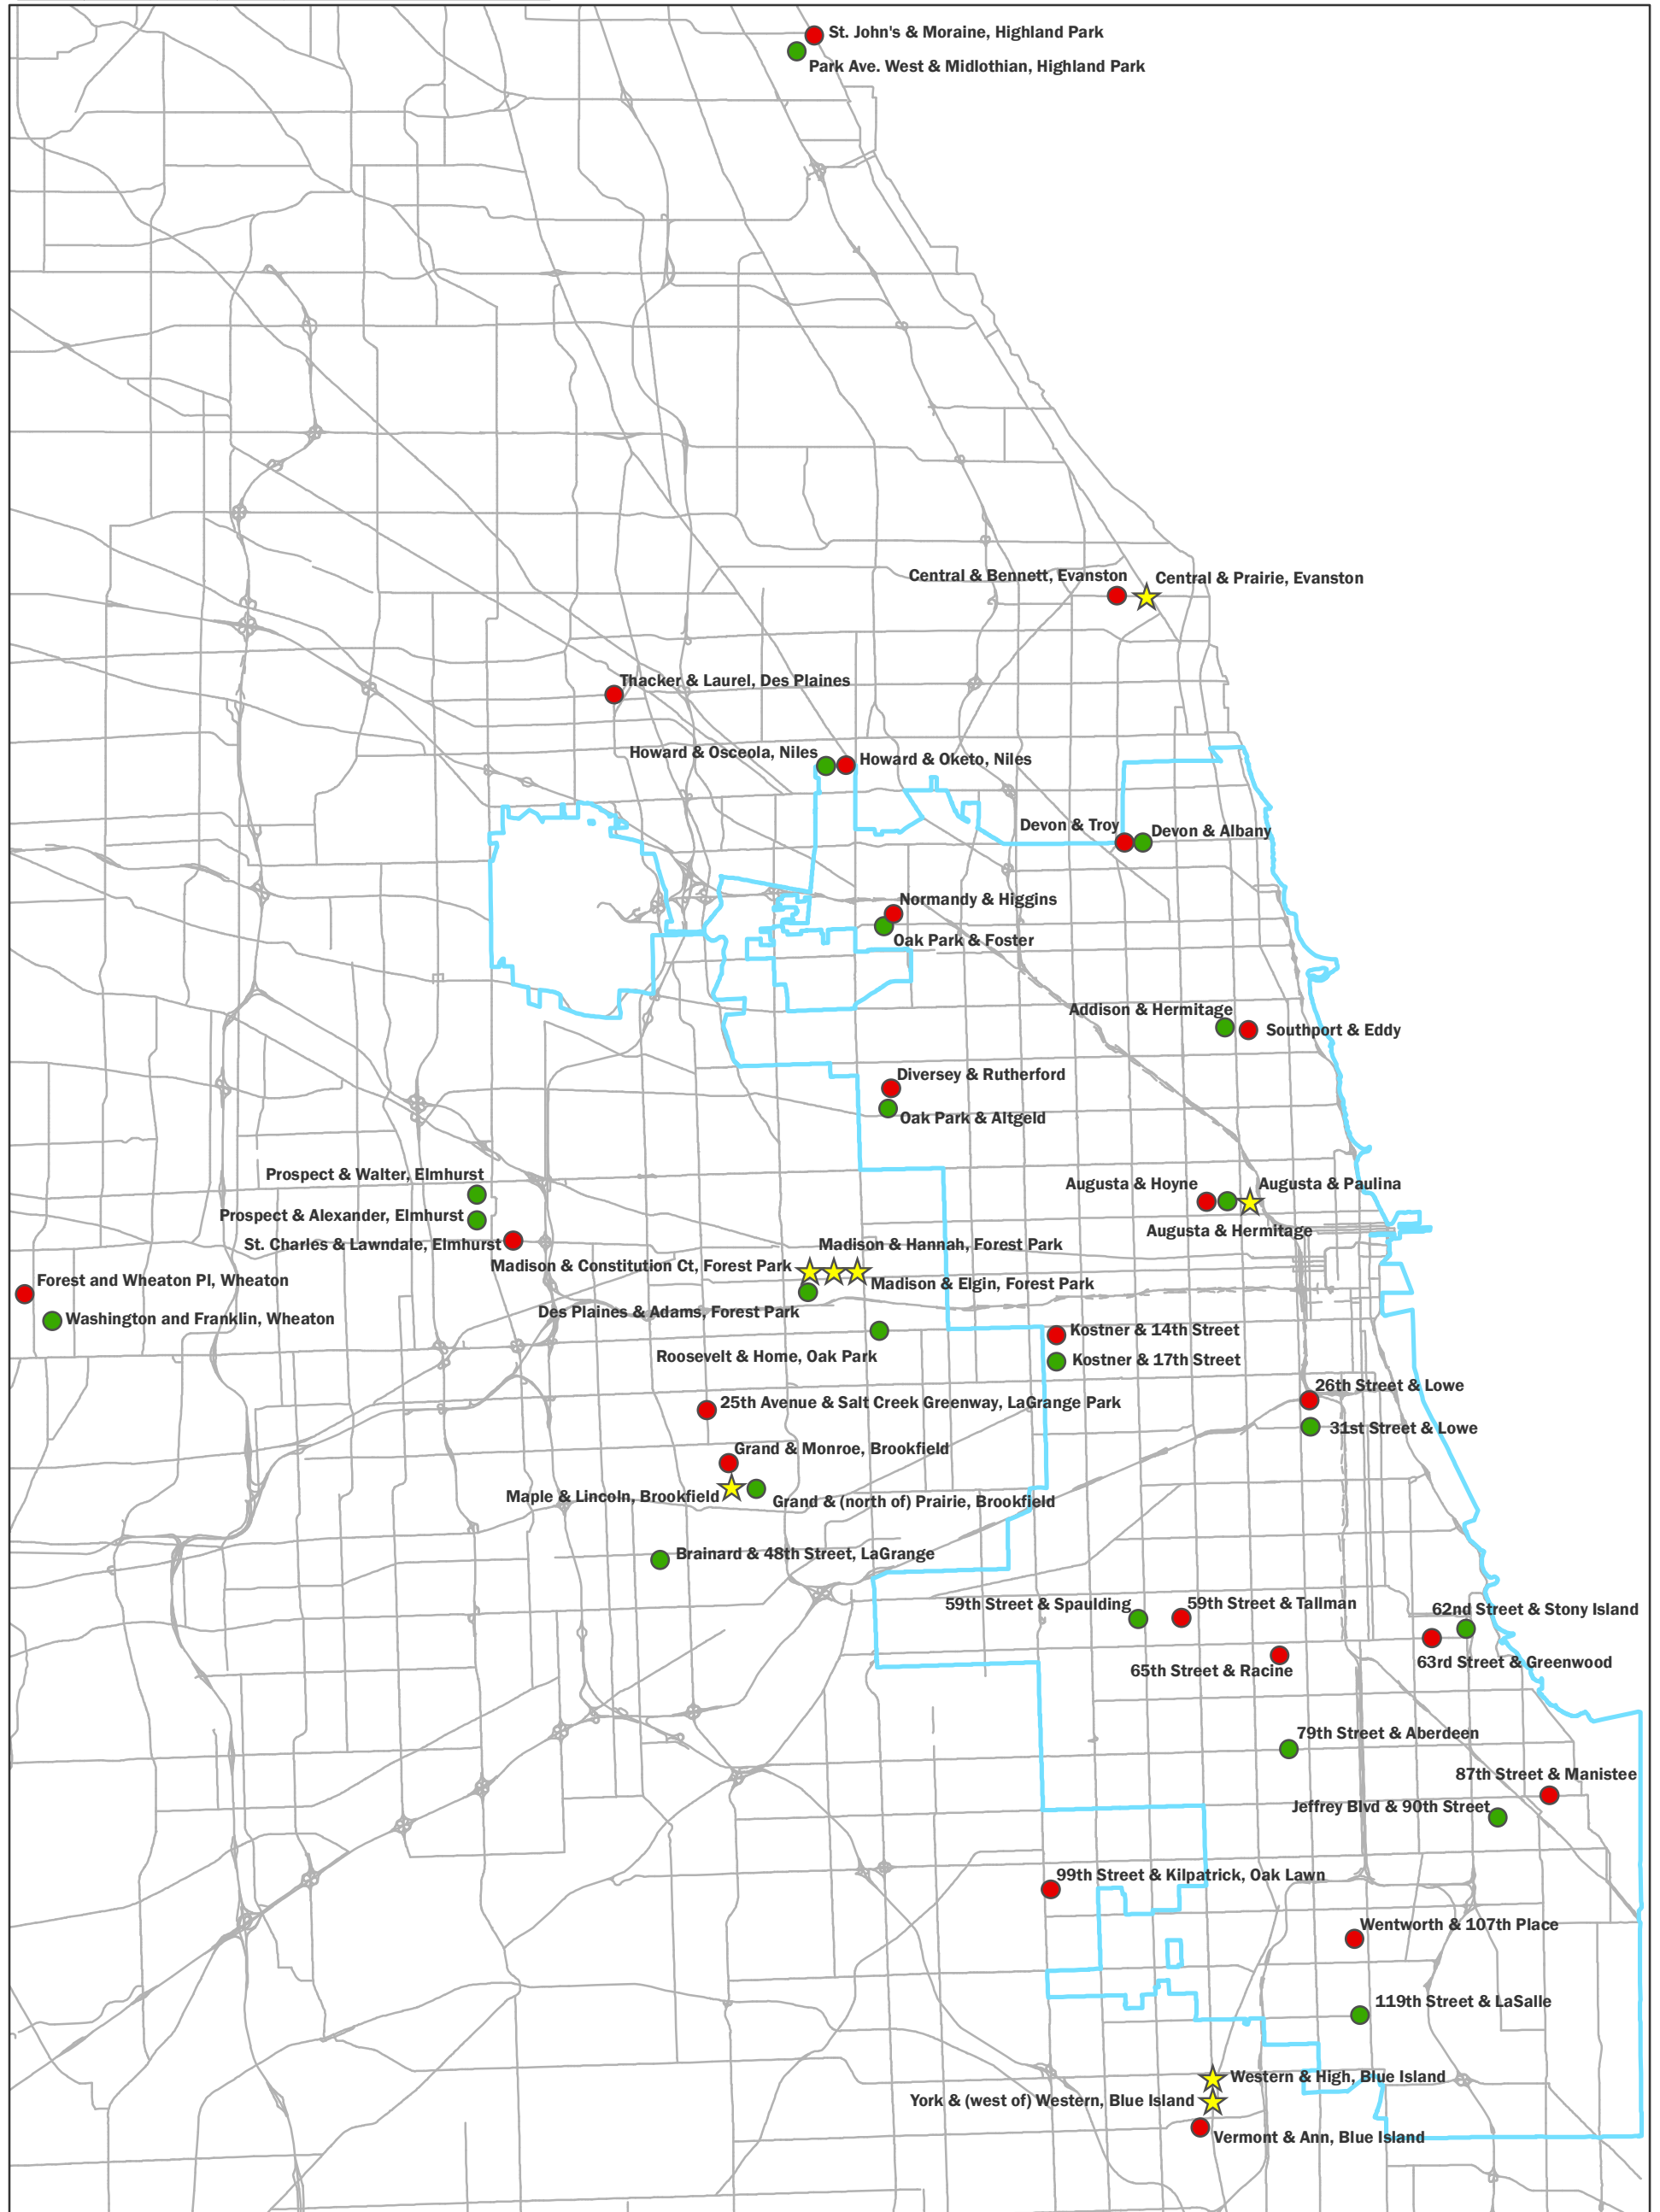 St. John's & Moraine, Highland Park
Park Ave. West & Midlothian, Highland Park
Central & Bennett, Evanston
Central & Prairie, Evanston
Thacker & Laurel, Des Plaines
Howard & Osceola, Niles
Howard & Oketo, Niles
Devon & Troy
Devon & Albany
Normandy & Higgins
Oak Park & Foster
Addison & Hermitage
Southport & Eddy
Diversey & Rutherford
Oak Park & Altgeld
Prospect & Walter, Elmhurst
Augusta & Hoyne
Augusta & Paulina
Prospect & Alexander, Elmhurst
Augusta & Hermitage
St. Charles & Lawndale, Elmhurst
Madison & Hannah, Forest Park
Madison & Constitution Ct, Forest Park
Forest and Wheaton Pl, Wheaton
Madison & Elgin, Forest Park
Des Plaines & Adams, Forest Park
Washington and Franklin, Wheaton
Kostner & 14th Street
Roosevelt & Home, Oak Park
Kostner & 17th Street
26th Street & Lowe
25th Avenue & Salt Creek Greenway, LaGrange Park
31st Street & Lowe
Grand & Monroe, Brookfield
Maple & Lincoln, Brookfield
Grand & (north of) Prairie, Brookfield
Brainard & 48th Street, LaGrange
59th Street & Spaulding
59th Street & Tallman
62nd Street & Stony Island
63rd Street & Greenwood
65th Street & Racine
79th Street & Aberdeen
87th Street & Manistee
Jeffrey Blvd & 90th Street
99th Street & Kilpatrick, Oak Lawn
Wentworth & 107th Place
119th Street & LaSalle
Western & High, Blue Island
York & (west of) Western, Blue Island
Vermont & Ann, Blue Island